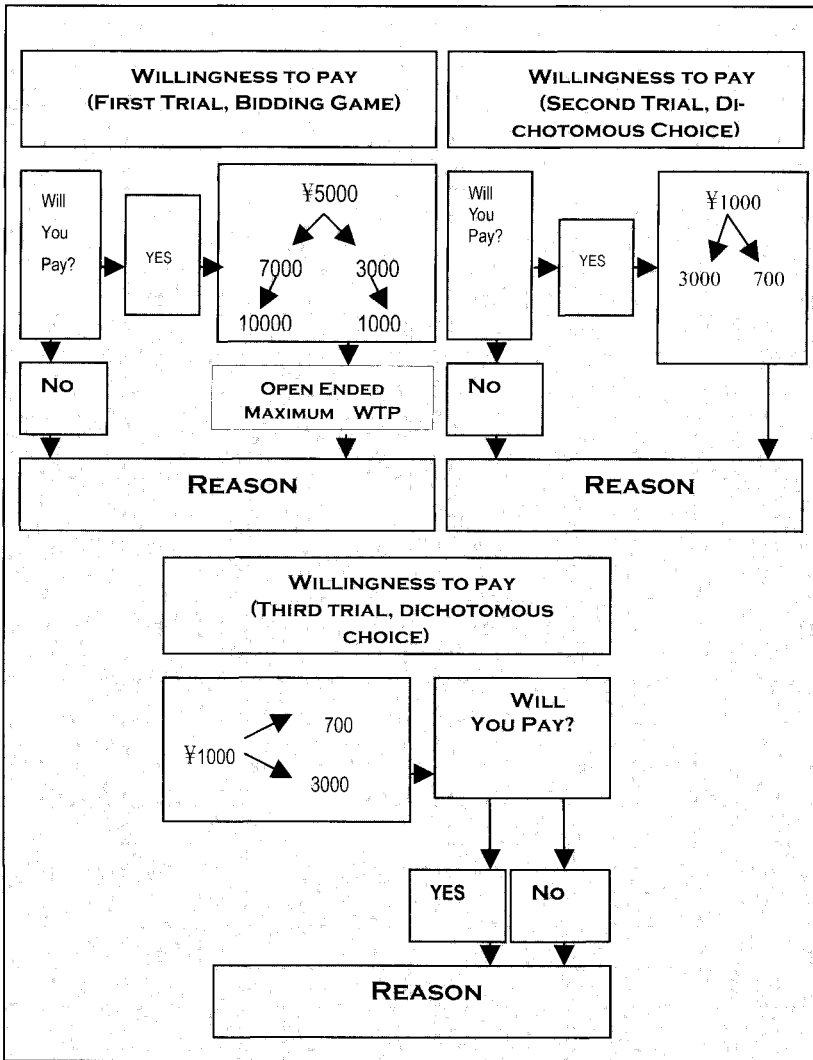 WILLINGNESS TO PAY
(FIRST TRIAL, BIDDING GAME)
Will
You
Pay?
YES
¥5000
7000 3000
10000 1000
NO
OPEN ENDED
MAXIMUM WTP
REASON
WILLINGNESS TO PAY
(SECOND TRIAL, DI-
CHOTOMOUS CHOICE)
Will
You
Pay?
YES
¥1000
3000 700
NO
REASON
WILLINGNESS TO PAY
(THIRD TRIAL, DICHOTOMOUS
CHOICE)
700
¥1000
3000
WILL
YOU PAY?
YES NO
REASON